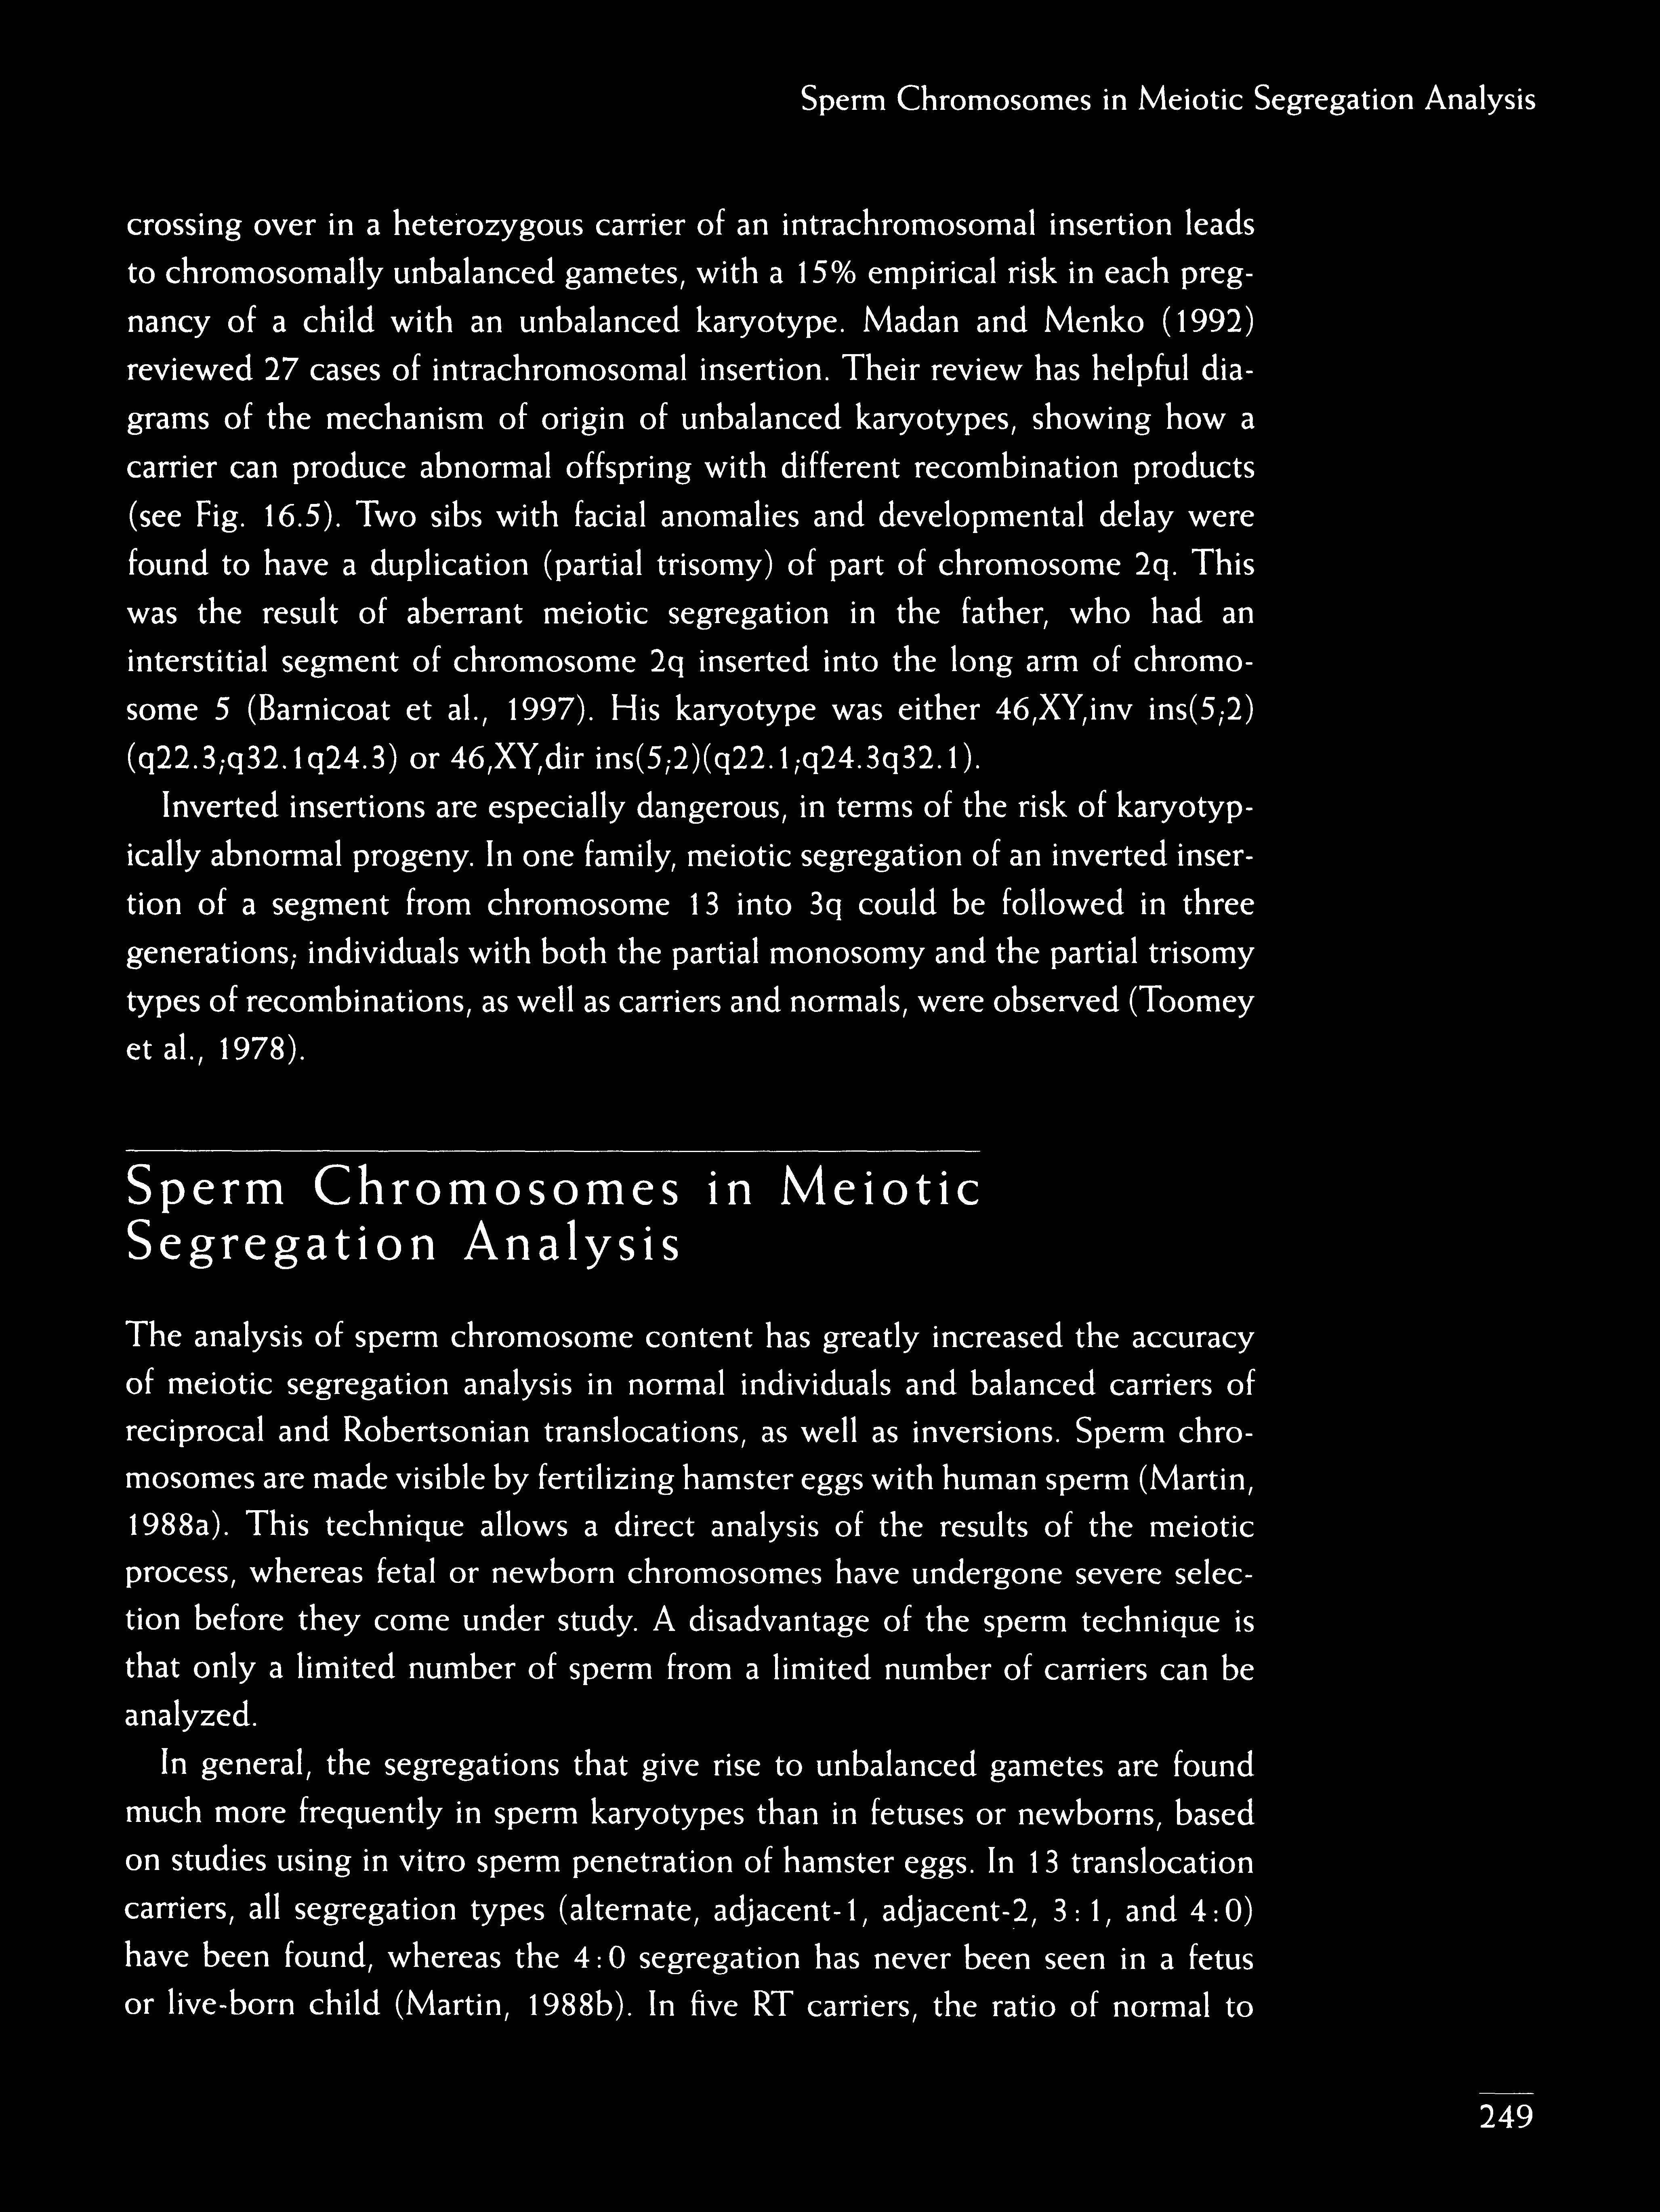 Sperm Chromosomes in Meiotic Segregation Analysis
crossing over in a heterozygous carrier of an intrachromosomal insertion leads
to chromosomally unbalanced gametes, with a 15% empirical risk in each preg-
nancy of a child with an unbalanced karyotype. Madan and Menko (1992)
reviewed 27 cases of intrachromosomal insertion. Their review has helpful dia-
grams of the mechanism of origin of unbalanced karyotypes, showing how a
carrier can produce abnormal offspring with different recombination products
(see Fig. 16.5). Two sibs with facial anomalies and developmental delay were
found to have a duplication (partial trisomy) of part of chromosome 2q. This
was the result of aberrant meiotic segregation in the father, who had an
interstitial segment of chromosome 2q inserted into the long arm of chromo-
some 5 (Barnicoat et al., 1997). His karyotype was either 46,XY,inv ins(5;2)
(q22.3;q32.1q24.3) or 46,XY,dir ins(5;2)(q22.1;q24.3q32.1).
Inverted insertions are especially dangerous, in terms of the risk of karyotyp-
ically abnormal progeny. In one family, meiotic segregation of an inverted inser-
tion of a segment from chromosome 13 into 3q could be followed in three
generations; individuals with both the partial monosomy and the partial trisomy
types of recombinations, as well as carriers and normals, were observed (Toomey
et al., 1978).
Sperm Chromosomes in Meiotic
Segregation Analysis
The analysis of sperm chromosome content has greatly increased the accuracy
of meiotic segregation analysis in normal individuals and balanced carriers of
reciprocal and Robertsonian translocations, as well as inversions. Sperm chro-
mosomes are made visible by fertilizing hamster eggs with human sperm (Martin,
1988a). This technique allows a direct analysis of the results of the meiotic
process, whereas fetal or newborn chromosomes have undergone severe selec-
tion before they come under study. A disadvantage of the sperm technique is
that only a limited number of sperm from a limited number of carriers can be
analyzed.
In general, the segregations that give rise to unbalanced gametes are found
much more frequently in sperm karyotypes than in fetuses or newborns, based
on studies using in vitro sperm penetration of hamster eggs. In 13 translocation
carriers, all segregation types (alternate, adjacent-1, adjacent-2, 3:1, and 4:0)
have been found, whereas the 4:0 segregation has never been seen in a fetus
or live-born child (Martin, 1988b). In five RT carriers, the ratio of normal to
249